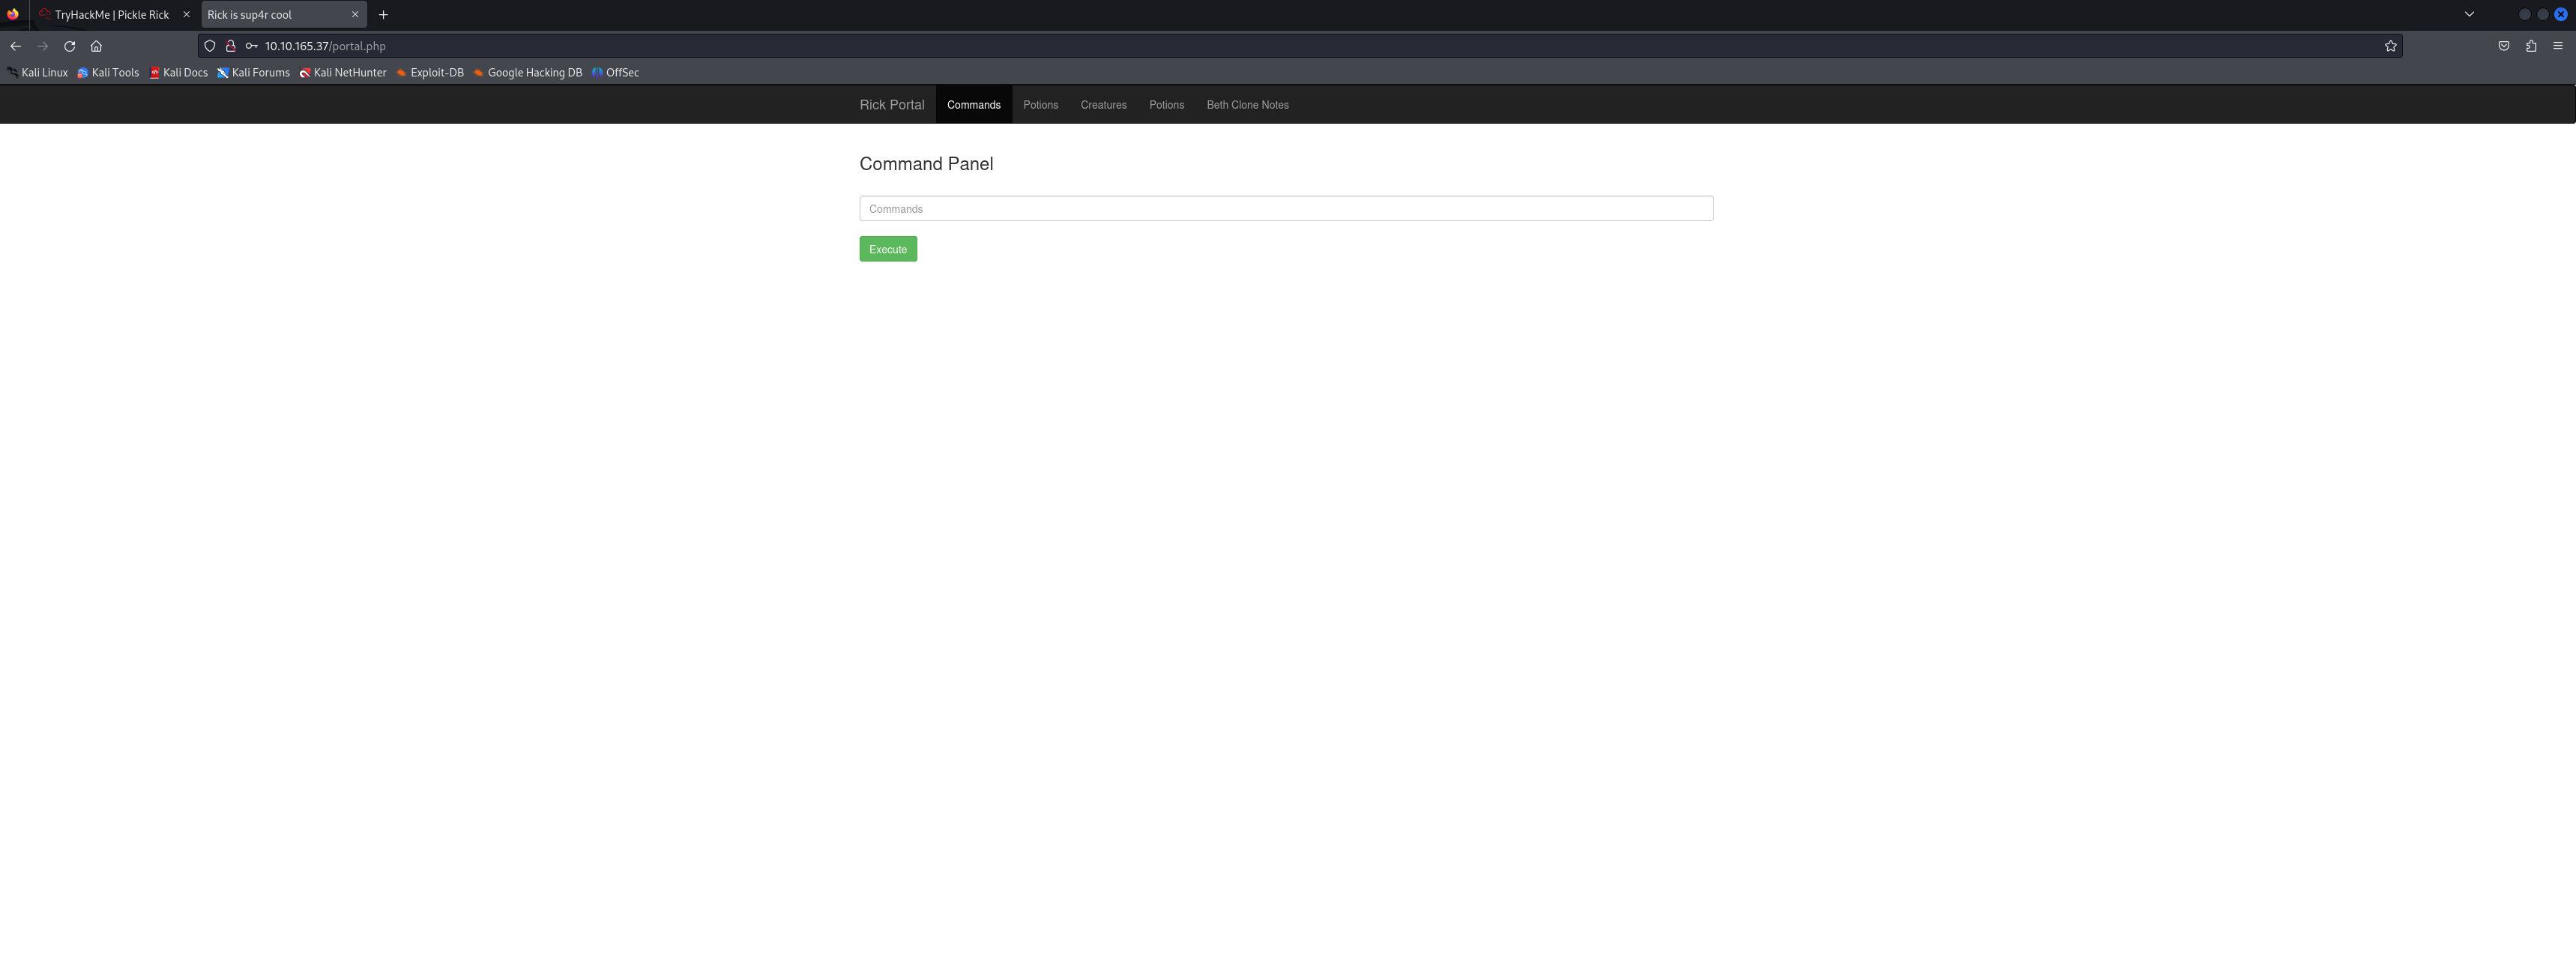 TryHackMe | Pickle Rick Rick is sup4r cool
10.10.165.37/portal.php
Kali Linux Kali Tools Kali Docs Kali Forums Kali NetHunter Exploit-DB Google Hacking DB OffSec
Rick Portal Commands Potions Creatures Potions Beth Clone Notes
Command Panel
Commands
Execute